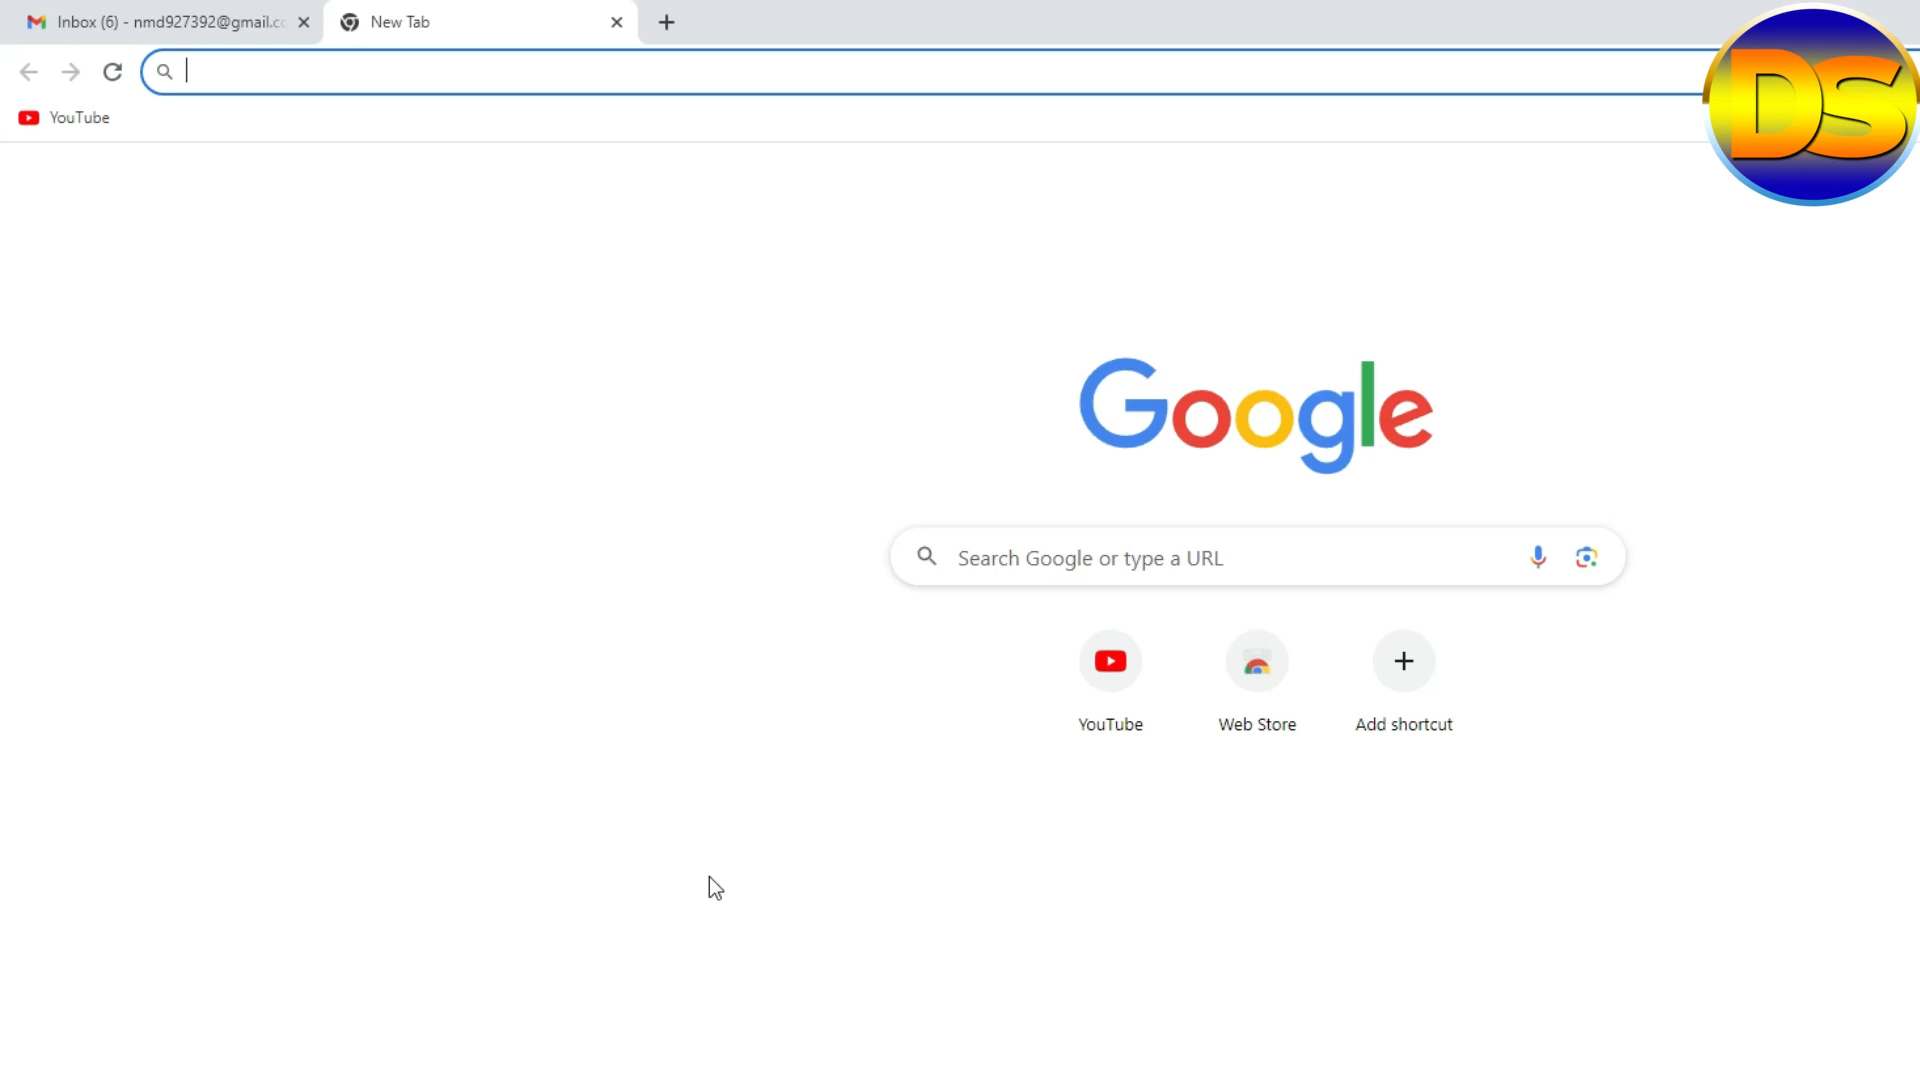 Inbox (6) - nmd927392@gmail.cc
New Tab
YouTube
DS
Google
Search Google or type a URL
YouTube
Web Store
Add shortcut